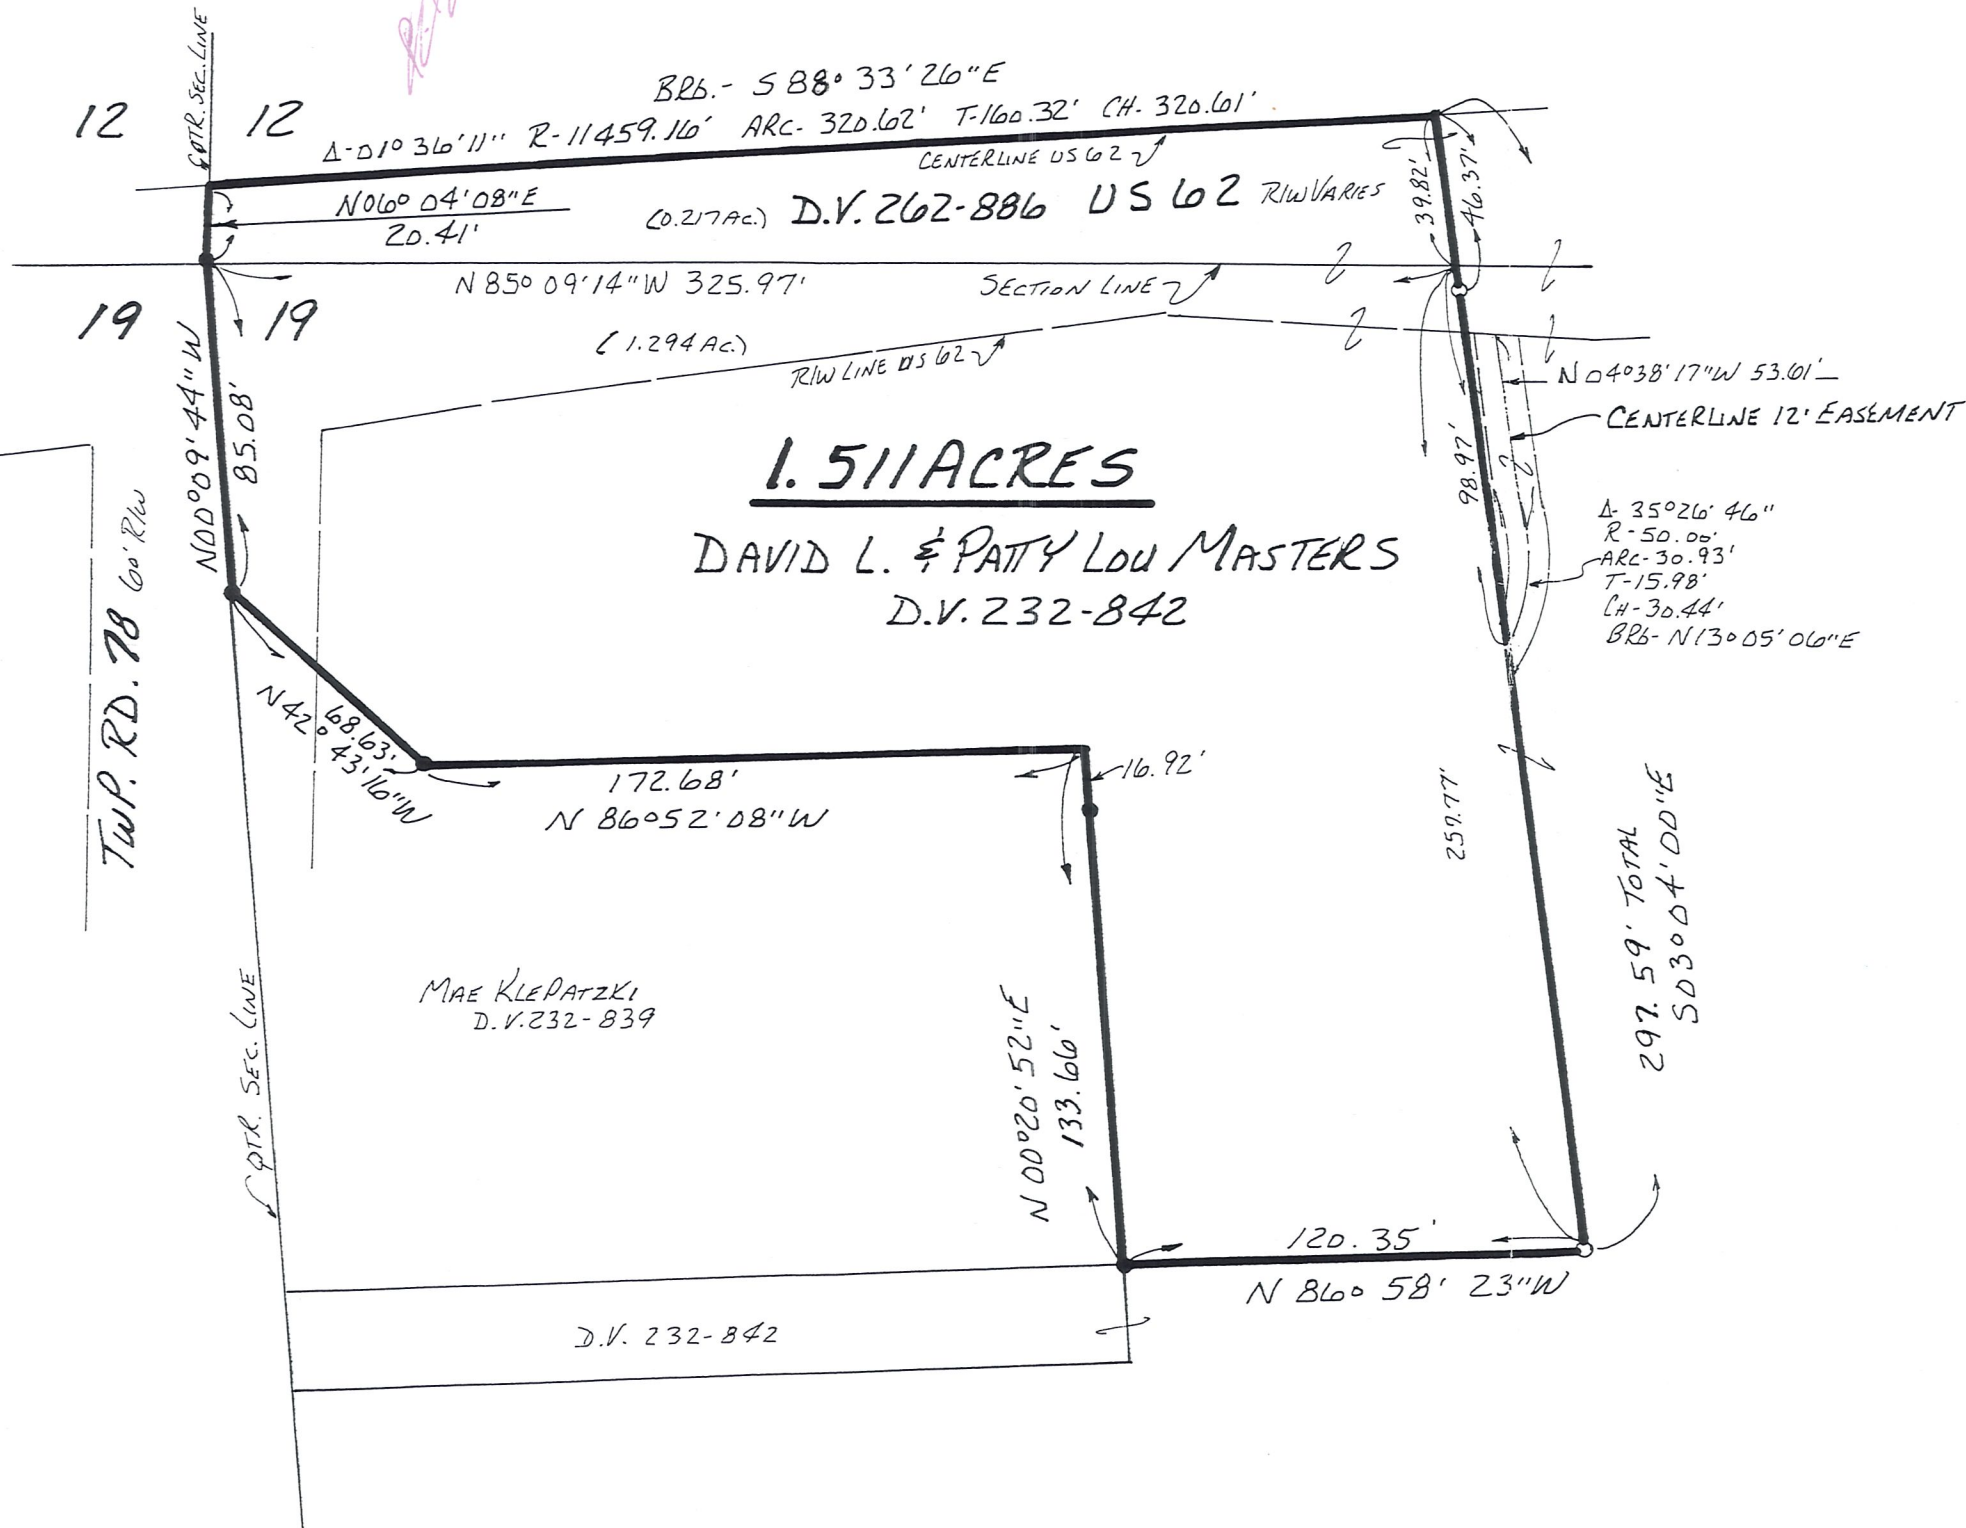 QTR. SEC. LINE
12
12
BRG.- S 88° 33' 26" E
Δ-01° 36' 11" R-11459.16' ARC- 320.62' T-160.32' CH- 320.61'
CENTERLINE US 62
N 06° 04' 08" E
20.41'
(0.217 AC.) D.V. 262-886 US 62 R/W VARIES
39.82'
46.37'
N 85° 09' 14" W 325.97'
SECTION LINE
19
19
(1.294 AC.)
R/W LINE US 62
N 04° 38' 17" W 53.61'
CENTERLINE 12' EASEMENT
N 00° 09' 44" W
85.08'
98.97'
1.511 ACRES
DAVID L. & PATTY LOU MASTERS
D.V. 232-842
Δ- 35° 26' 46"
R- 50.00'
ARC- 30.93'
T- 15.98'
CH- 30.44'
BRG- N 13° 05' 06" E
TWP. RD. 78 60' R/W
68.63'
N 42° 43' 16" W
172.68'
N 86° 52' 08" W
16.92'
257.77'
297.59' TOTAL
S 03° 04' 00" E
MAE KLEPATZKI
D.V. 232-839
N 00° 20' 52" E
133.66'
QTR. SEC. LINE
120.35'
N 86° 58' 23" W
D.V. 232-842